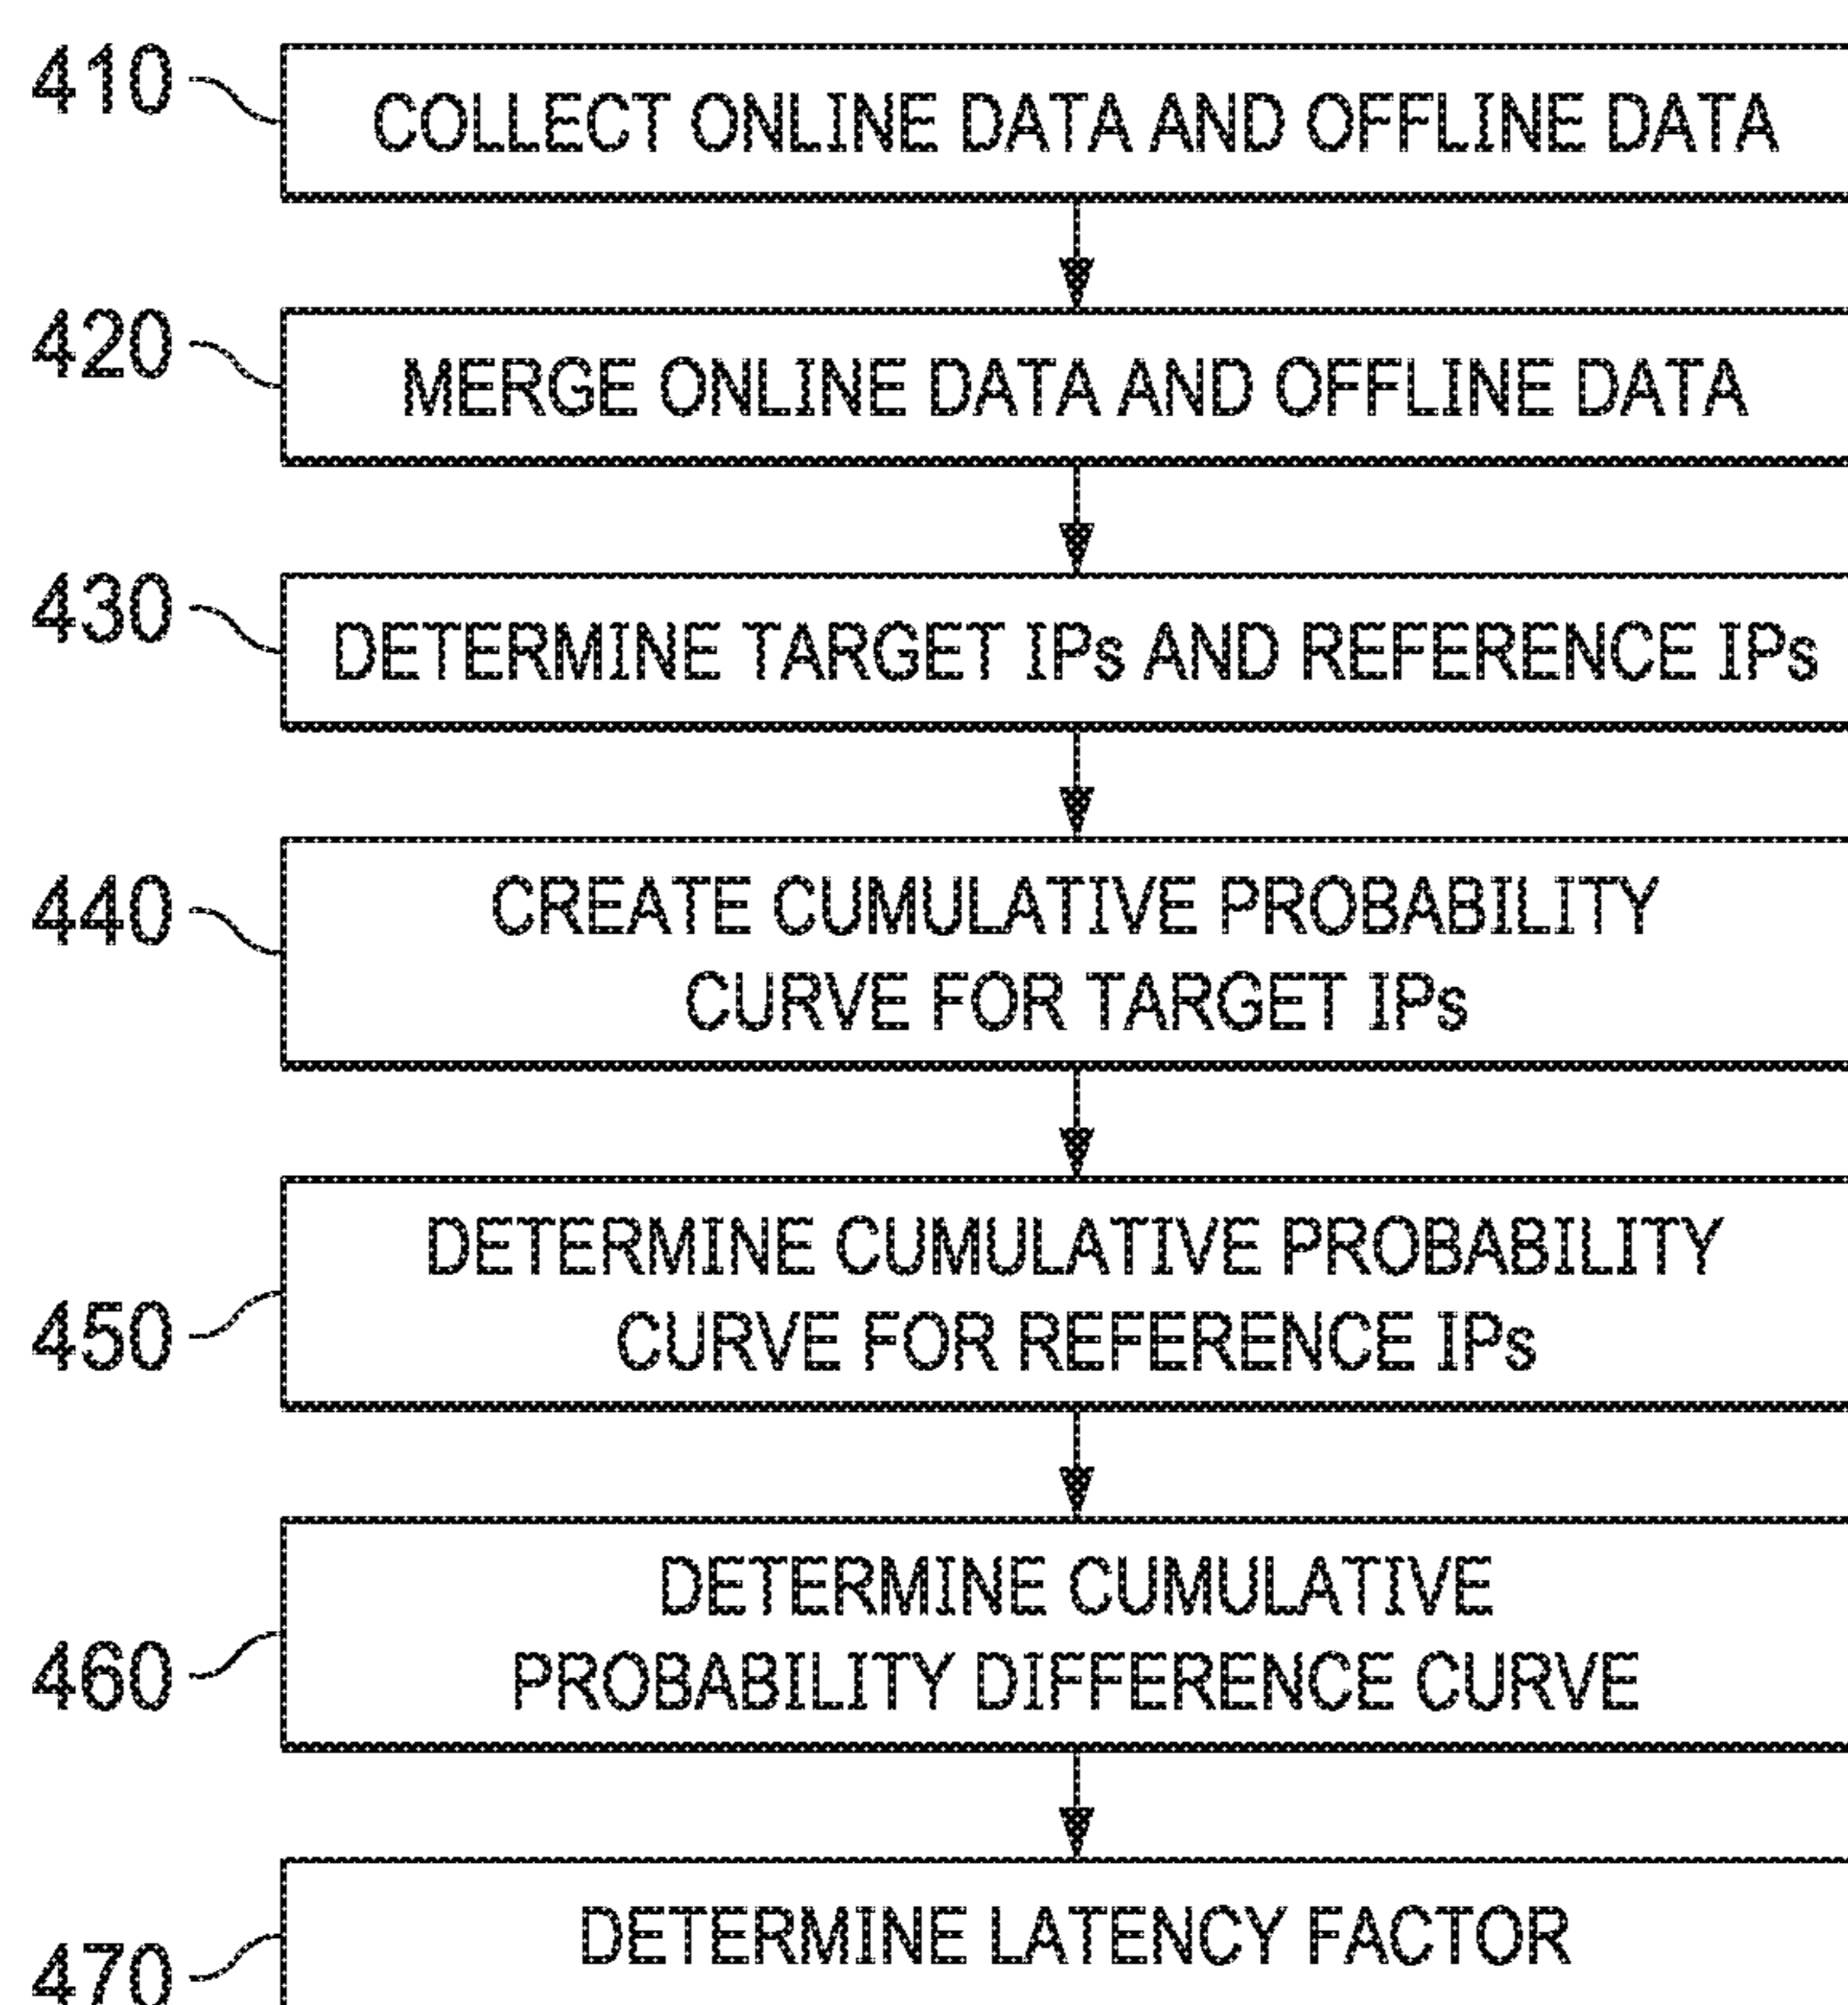 410
COLLECT ONLINE DATA AND OFFLINE DATA
420
MERGE ONLINE DATA AND OFFLINE DATA
430
DETERMINE TARGET IPs AND REFERENCE IPs
440
CREATE CUMULATIVE PROBABILITY
CURVE FOR TARGET IPs
450
DETERMINE CUMULATIVE PROBABILITY
CURVE FOR REFERENCE IPs
460
DETERMINE CUMULATIVE
PROBABILITY DIFFERENCE CURVE
470
DETERMINE LATENCY FACTOR